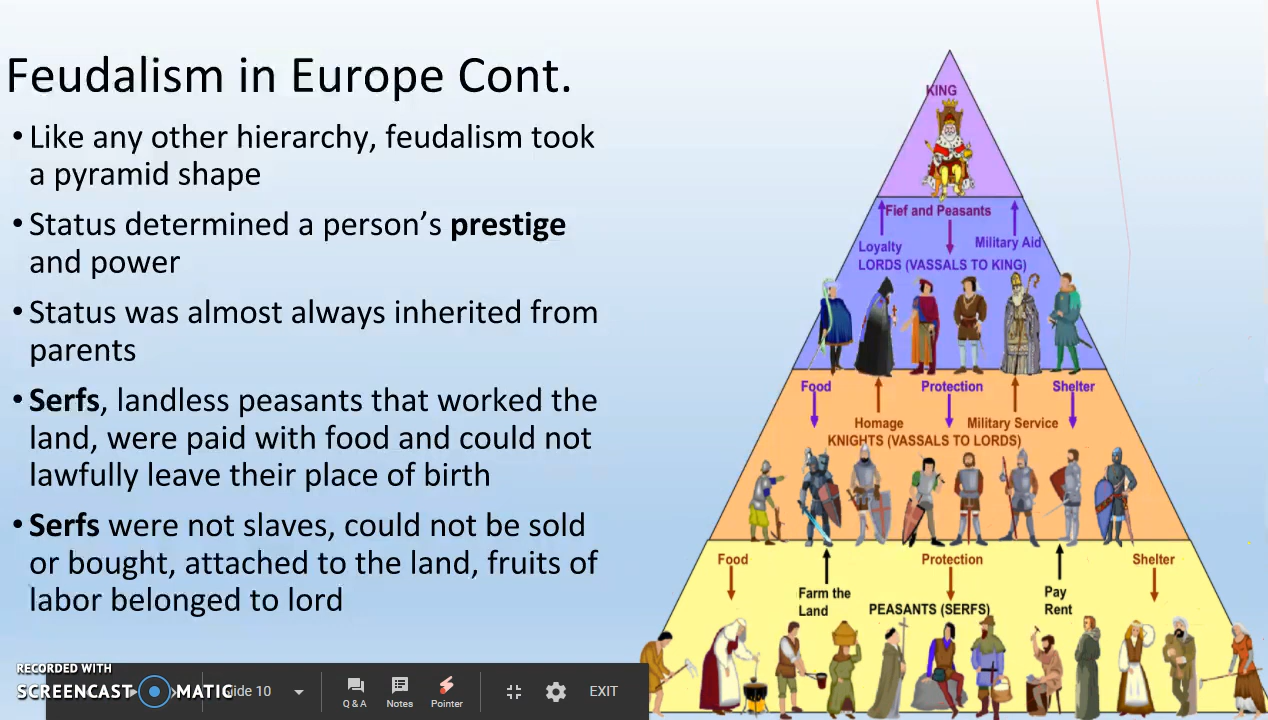 Feudalism in Europe Cont.
• Like any other hierarchy, feudalism took
a pyramid shape
• Status determined a person's prestige
and power
• Status was almost always inherited from
parents
• Serfs, landless peasants that worked the
land, were paid with food and could not
lawfully leave their place of birth
• Serfs were not slaves, could not be sold
or bought, attached to the land, fruits of
labor belonged to lord
KING
Fief and Peasants
Loyalty
Military Aid
LORDS (VASSALS TO KING)
Food
Protection
Shelter
Homage
Military Service
KNIGHTS (VASSALS TO LORDS)
Food
Protection
Shelter
Farm the
Land
Pay
Rent
PEASANTS (SERFS)
RECORDED WITH
SCREENCAST MATIC
lide 10
Q & A
Notes
Pointer
EXIT